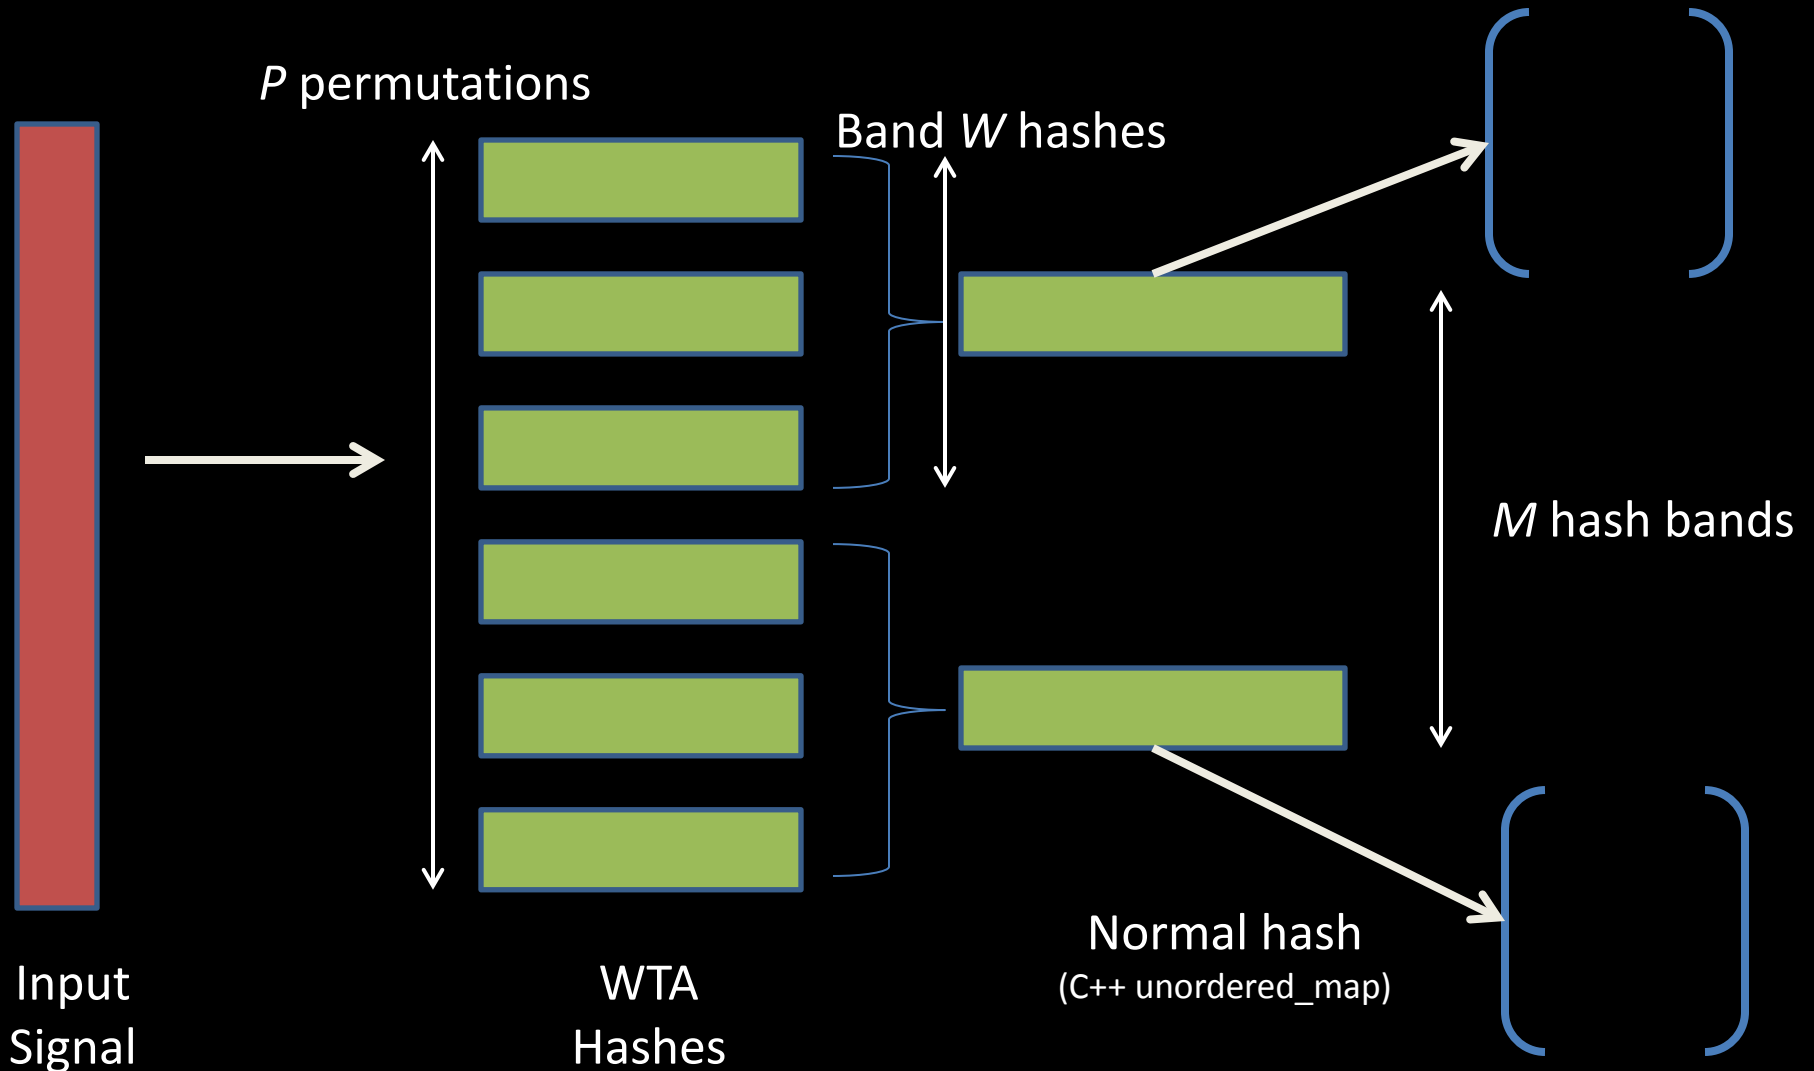 P permutations
Band W hashes
M hash bands
Normal hash
(C++ unordered_map)
Input
Signal
WTA
Hashes